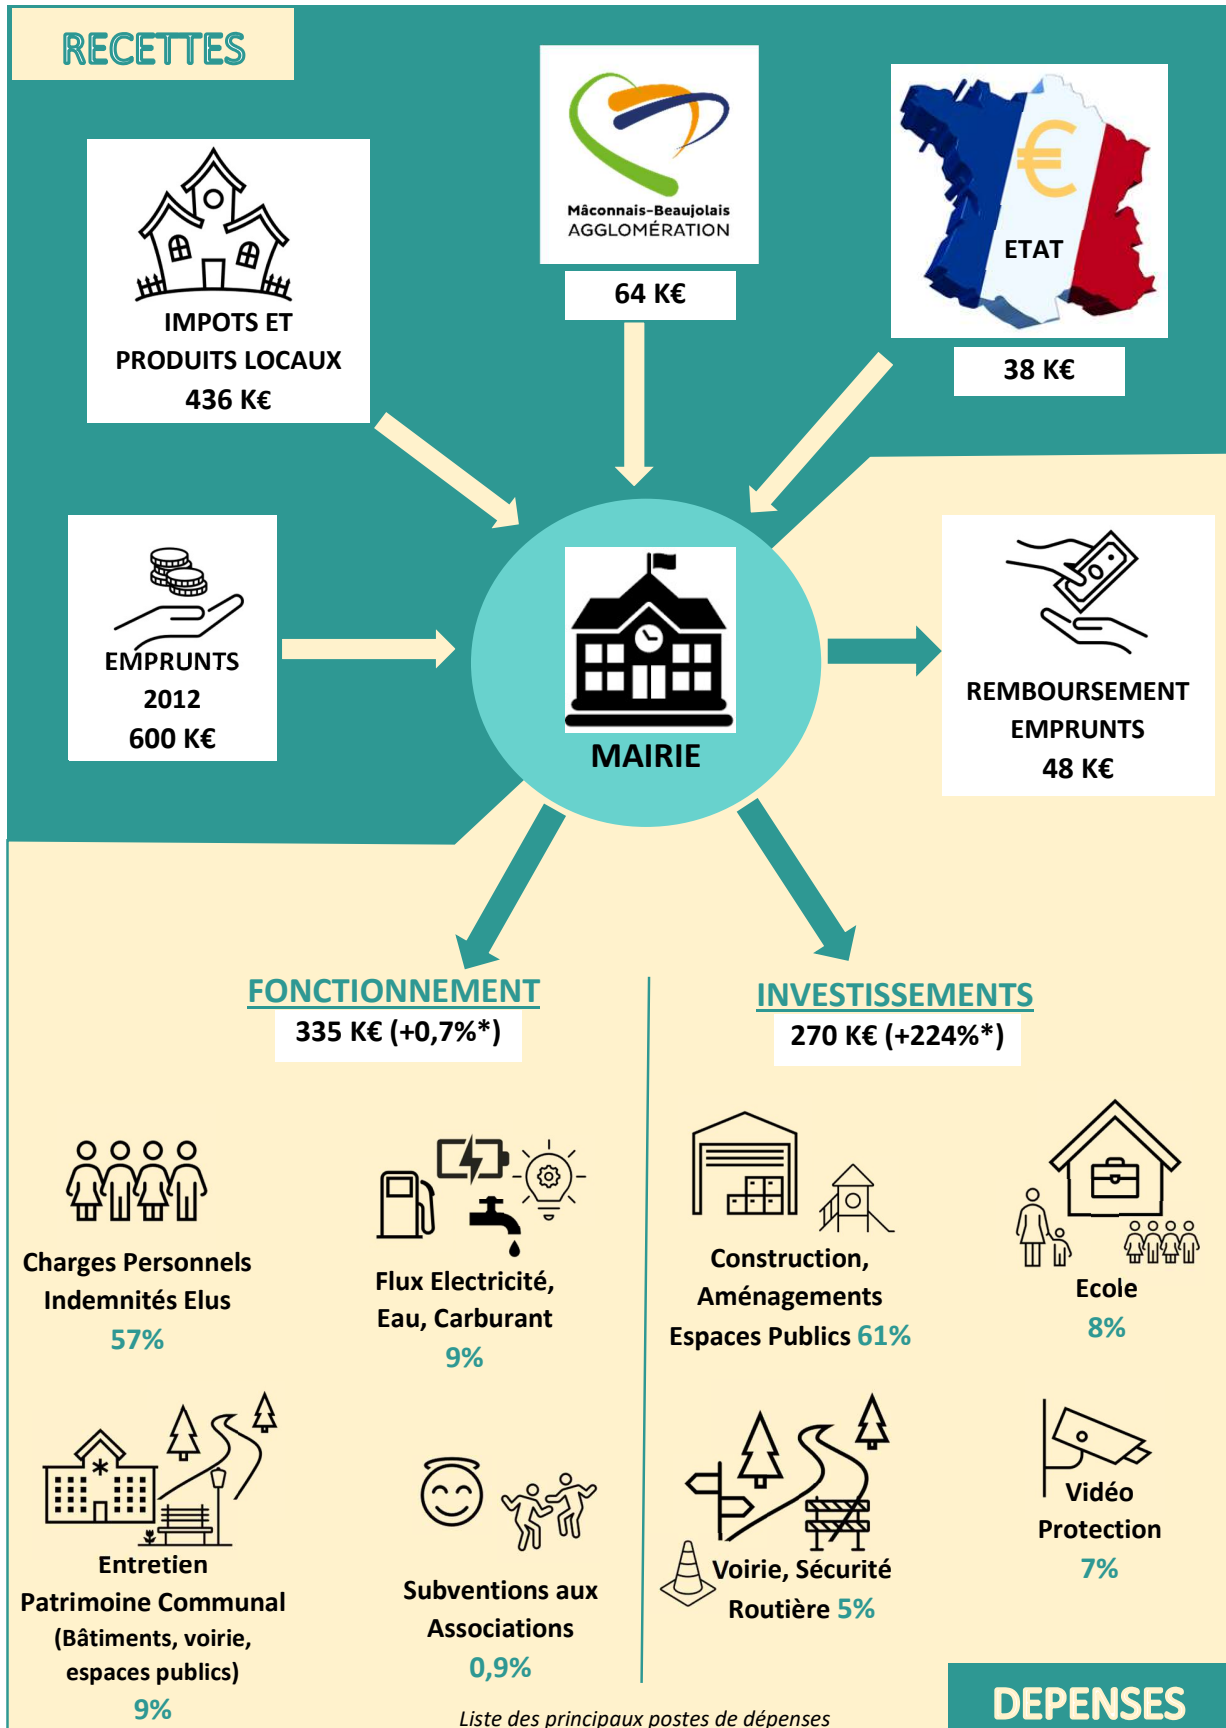 RECETTES
IMPOTS ET
PRODUITS LOCAUX
436 K€
Mâconnais-Beaujolais
AGGLOMÉRATION
64 K€
€
ETAT
38 K€
EMPRUNTS
2012
600 K€
MAIRIE
REMBOURSEMENT
EMPRUNTS
48 K€
FONCTIONNEMENT
335 K€ (+0,7%*)
Charges Personnels
Indemnités Elus
57%
Flux Electricité,
Eau, Carburant
9%
Entretien
Patrimoine Communal
(Bâtiments, voirie,
espaces publics)
9%
Subventions aux
Associations
0,9%
INVESTISSEMENTS
270 K€ (+224%*)
Construction,
Aménagements
Espaces Publics 61%
Ecole
8%
Voirie, Sécurité
Routière 5%
Vidéo
Protection
7%
Liste des principaux postes de dépenses
DEPENSES